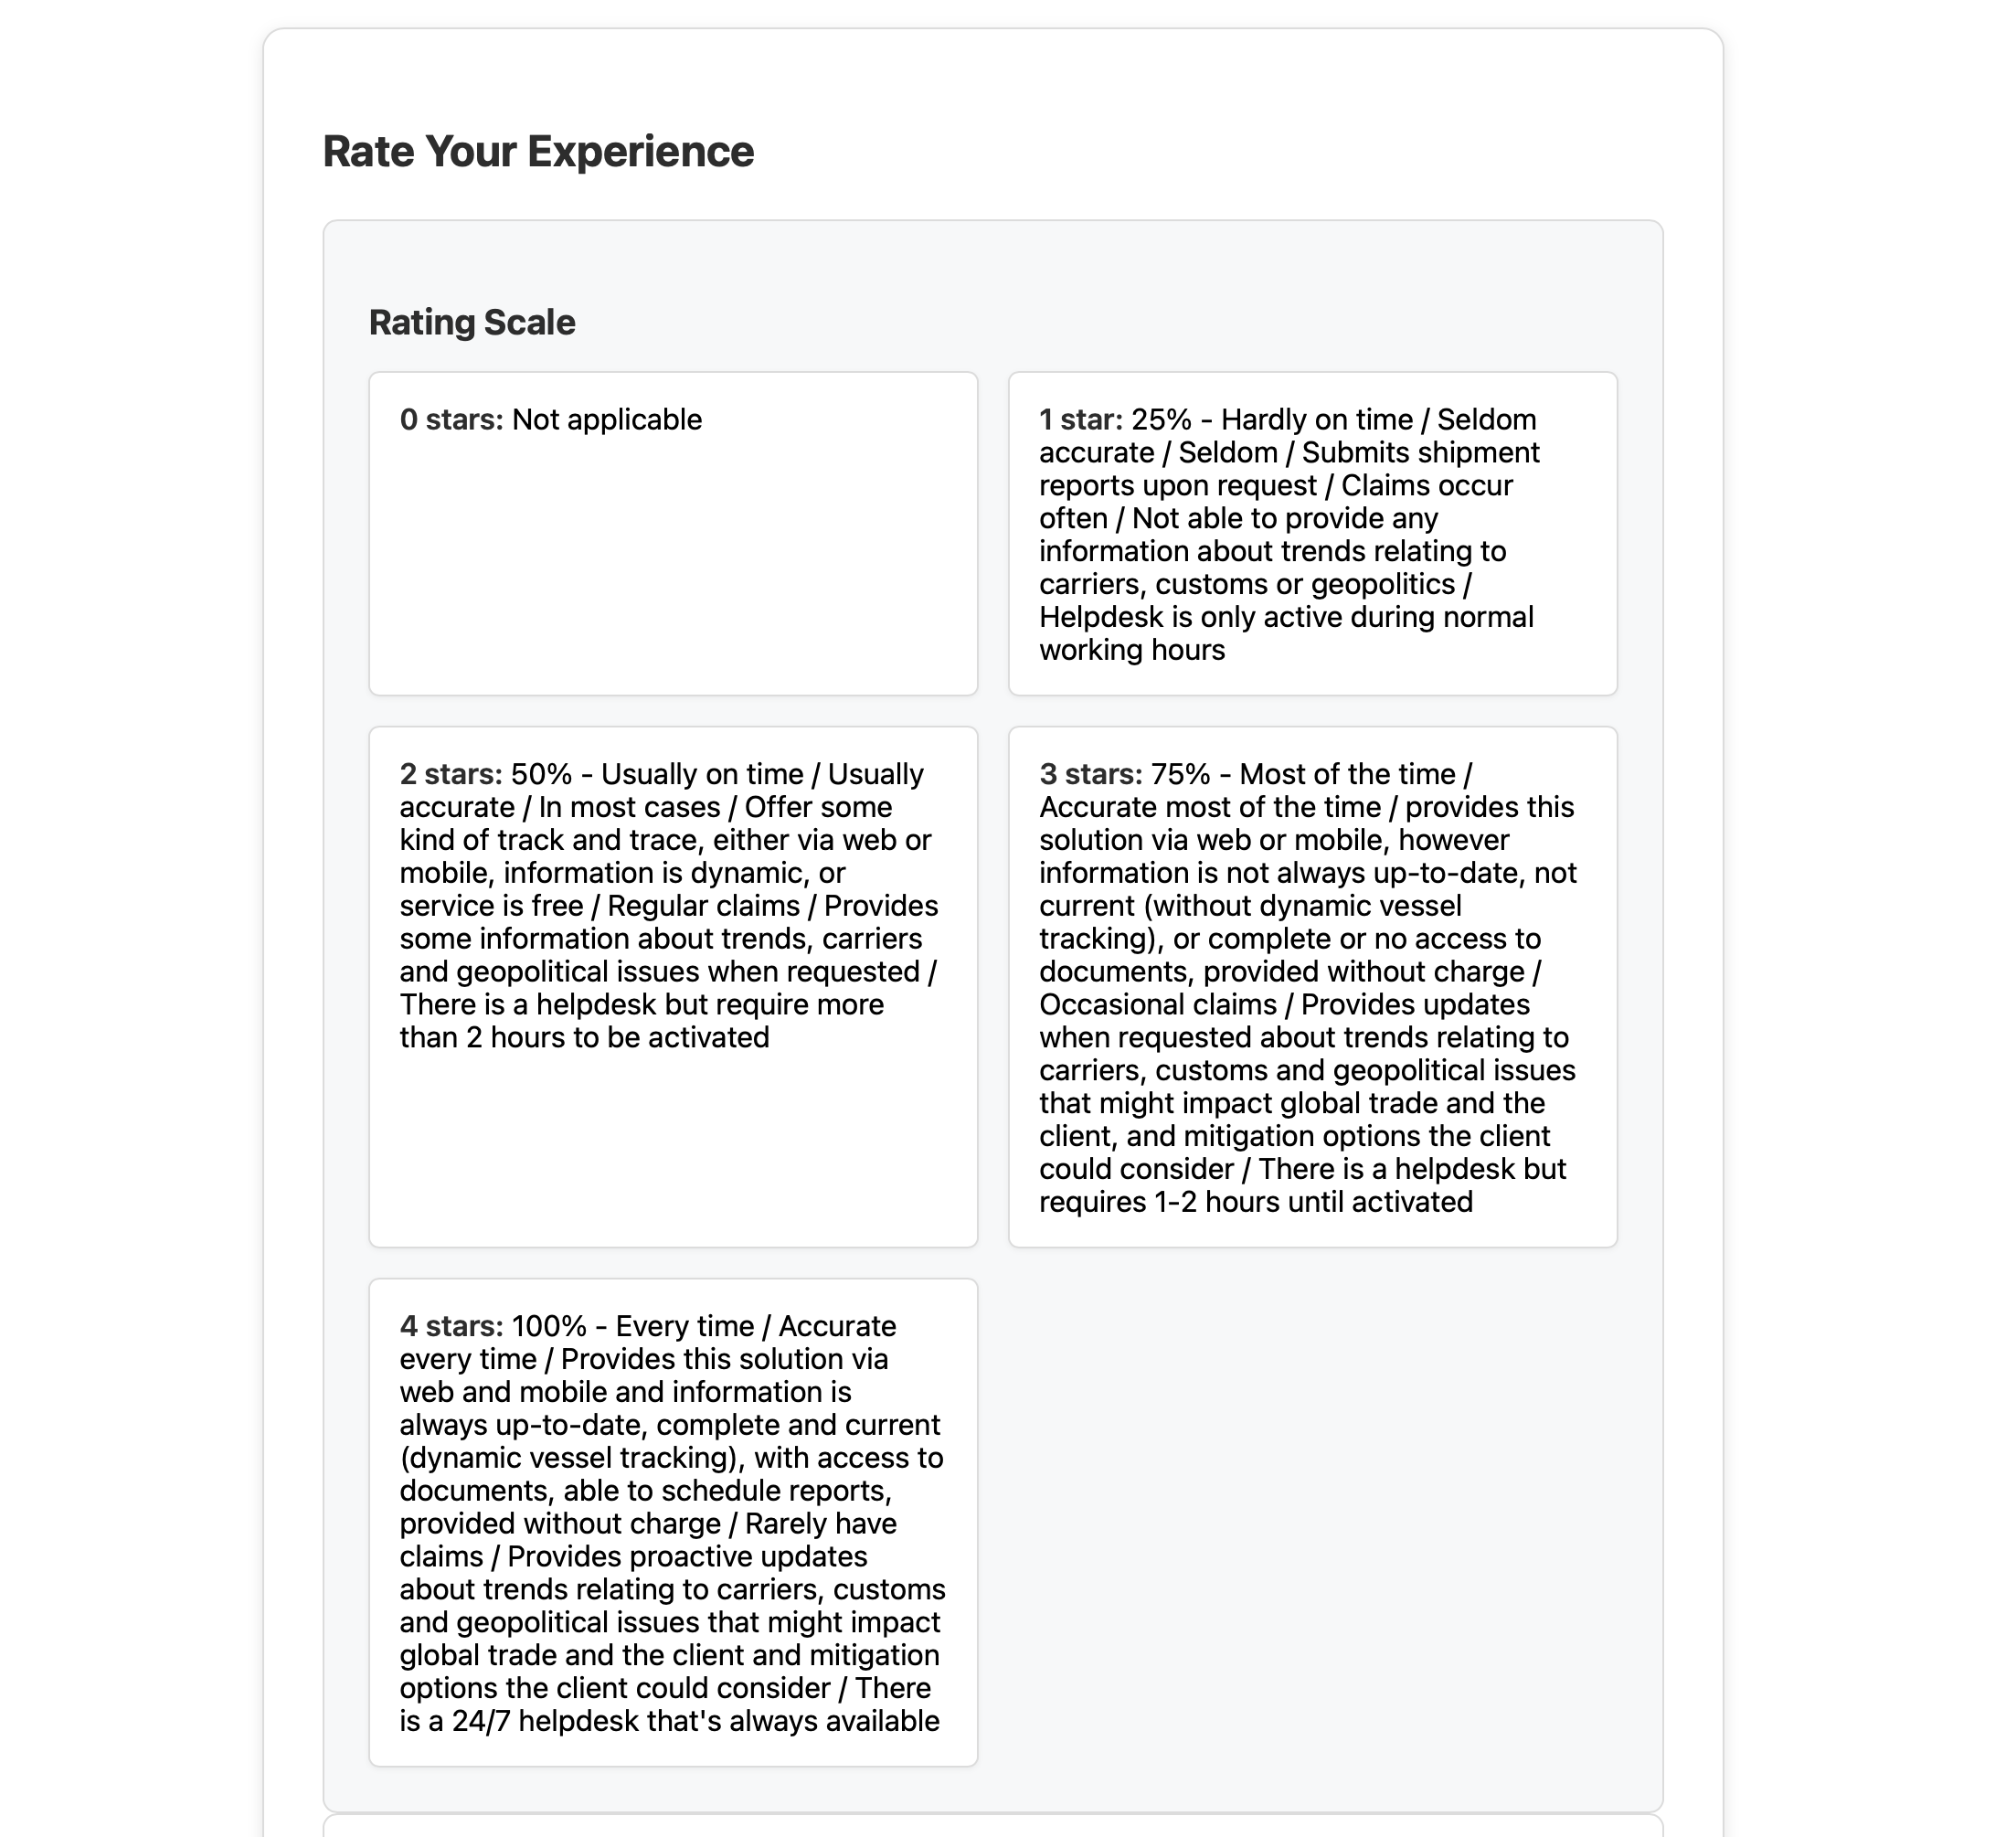 Rate Your Experience
Rating Scale
0 stars: Not applicable
1 star: 25% - Hardly on time / Seldom
accurate / Seldom / Submits shipment
reports upon request / Claims occur
often / Not able to provide any
information about trends relating to
carriers, customs or geopolitics /
Helpdesk is only active during normal
working hours
2 stars: 50% - Usually on time / Usually
accurate / In most cases / Offer some
kind of track and trace, either via web or
mobile, information is dynamic, or
service is free / Regular claims / Provides
some information about trends, carriers
and geopolitical issues when requested /
There is a helpdesk but require more
than 2 hours to be activated
3 stars: 75% - Most of the time /
Accurate most of the time / provides this
solution via web or mobile, however
information is not always up-to-date, not
current (without dynamic vessel
tracking), or complete or no access to
documents, provided without charge /
Occasional claims / Provides updates
when requested about trends relating to
carriers, customs and geopolitical issues
that might impact global trade and the
client, and mitigation options the client
could consider / There is a helpdesk but
requires 1-2 hours until activated
4 stars: 100% - Every time / Accurate
every time / Provides this solution via
web and mobile and information is
always up-to-date, complete and current
(dynamic vessel tracking), with access to
documents, able to schedule reports,
provided without charge / Rarely have
claims / Provides proactive updates
about trends relating to carriers, customs
and geopolitical issues that might impact
global trade and the client and mitigation
options the client could consider / There
is a 24/7 helpdesk that's always available